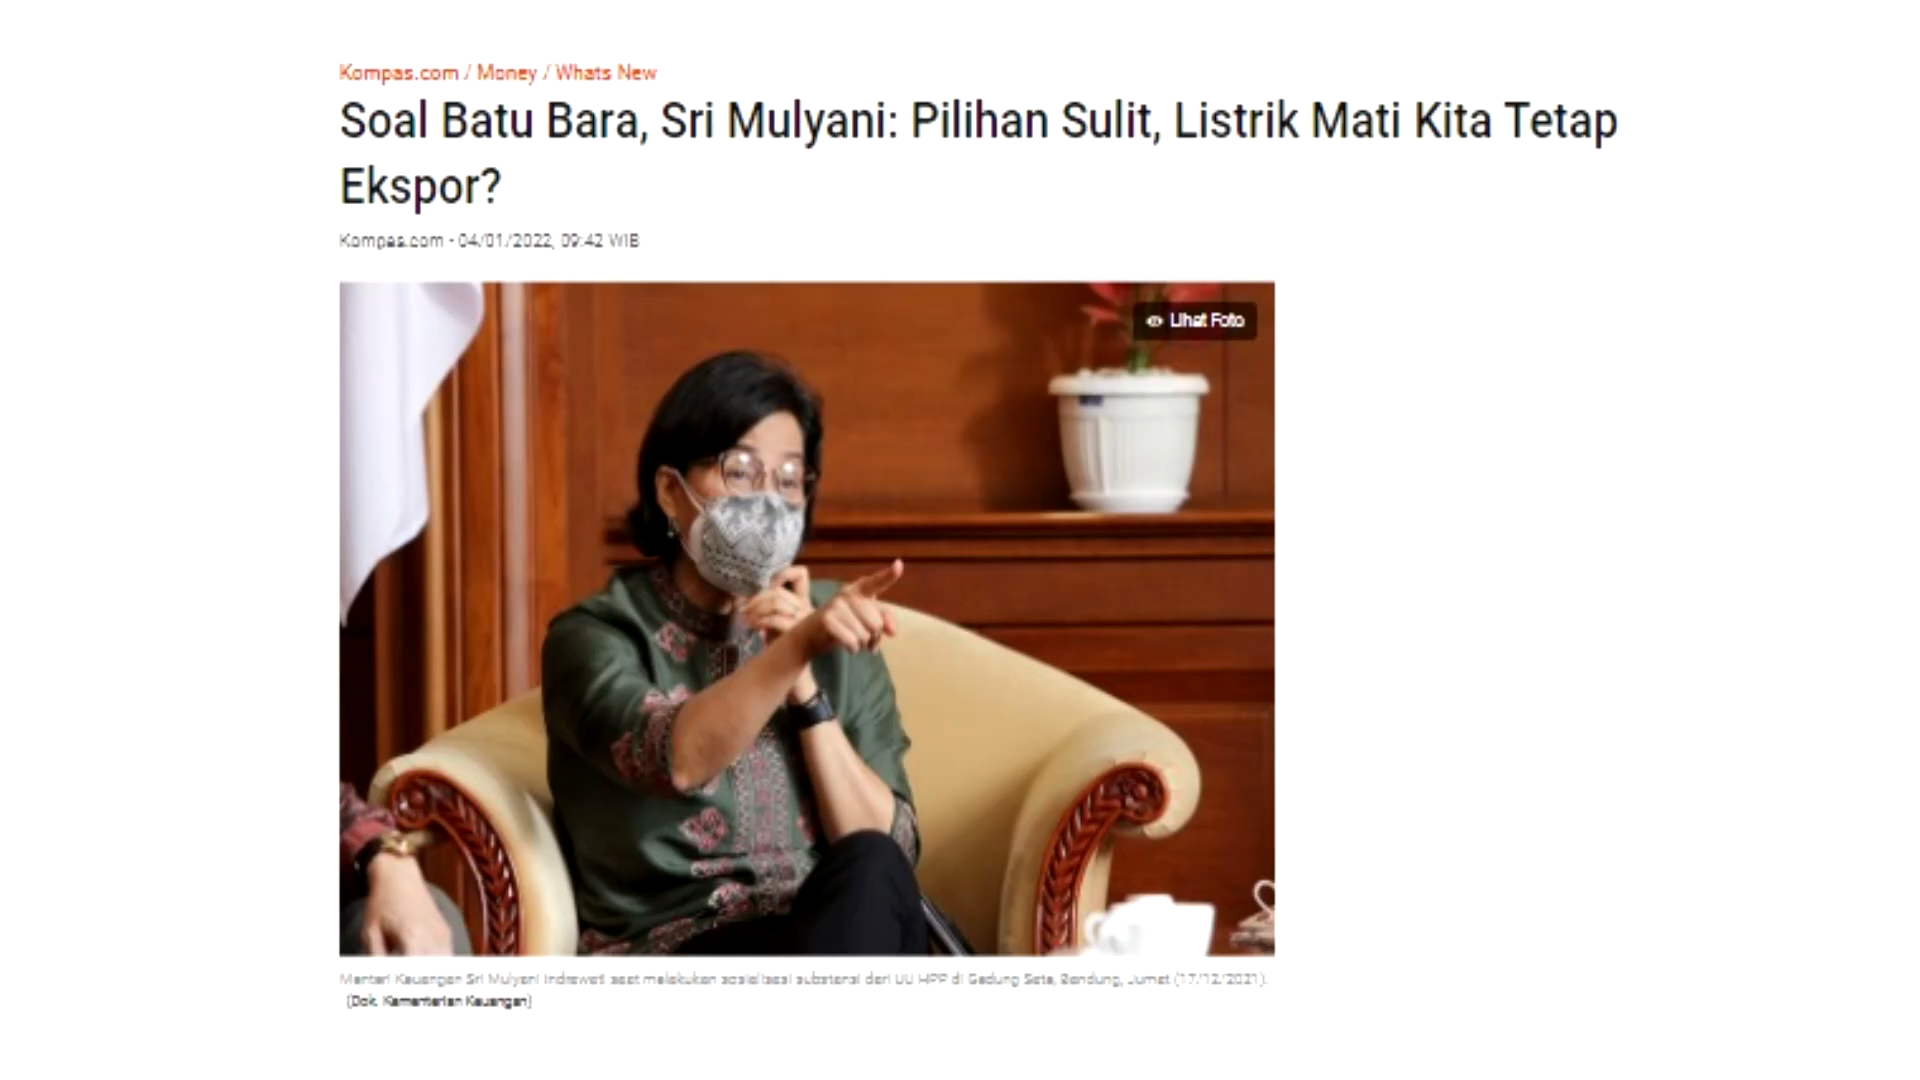 Kompas.com / Money / Whats New
Soal Batu Bara, Sri Mulyani: Pilihan Sulit, Listrik Mati Kita Tetap
Ekspor?
Kompas.com - 04/01/2022, 09:42 WIB
Lihat Foto
Menteri Keuangan Sri Mulyani Indrawati saat melakukan sosialisasi substansi dari UU HPP di Gedung Sate, Bandung, Jumat (17/12/2021).
(Dok. Kementerian Keuangan)